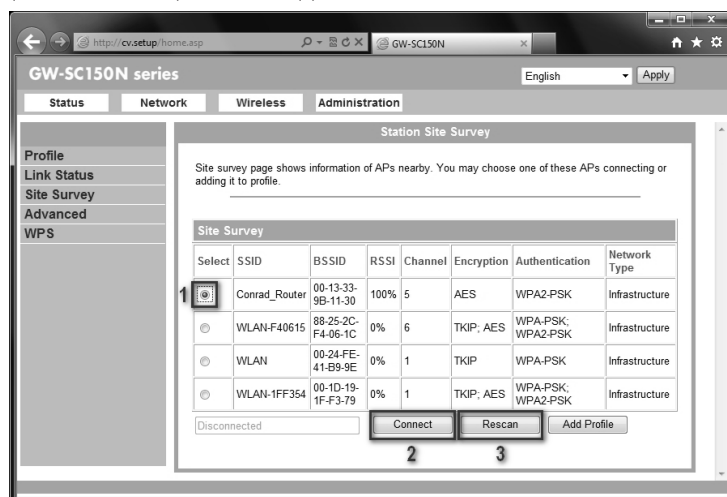 http://cv.setup/home.asp
GW-SC150N
GW-SC150N series
English
Apply
Status Network Wireless Administration
Station Site Survey
Profile
Link Status
Site Survey
Advanced
WPS
Site survey page shows information of APs nearby. You may choose one of these APs connecting or
adding it to profile.
Site Survey
Select SSID BSSID RSSI Channel Encryption Authentication Network
Type
1 Conrad_Router 00-13-33-
9B-11-30 100% 5 AES WPA2-PSK Infrastructure
WLAN-F40615 88-25-2C-
F4-06-1C 0% 6 TKIP; AES WPA-PSK;
WPA2-PSK Infrastructure
WLAN 00-24-FE-
41-B9-9E 0% 1 TKIP WPA-PSK Infrastructure
WLAN-1FF354 00-1D-19-
1F-F3-79 0% 1 TKIP; AES WPA-PSK;
WPA2-PSK Infrastructure
Disconnected Connect Rescan Add Profile
2 3